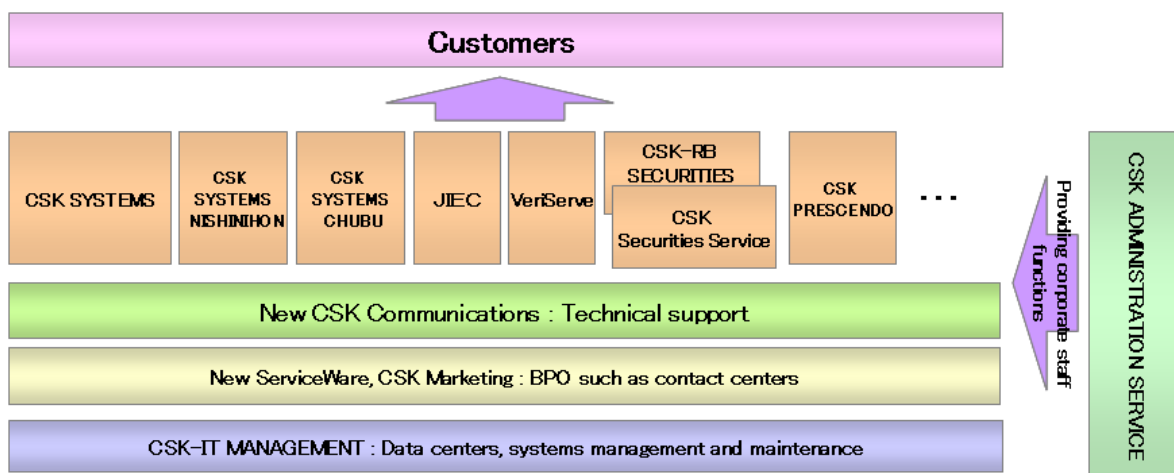 Customers
CSK SYSTEMS
CSK
SYSTEMS
NISHINIHON
CSK
SYSTEMS
CHUBU
JIEC
VeriServe
CSK-RB
SECURITIES
CSK
Securities Service
CSK
PRESCENDO
...
New CSK Communications : Technical support
New ServiceWare, CSK Marketing : BPO such as contact centers
CSK-IT MANAGEMENT : Data centers, systems management and maintenance
Providing corporate staff
functions
CSK ADMINISTRATION SERVICE